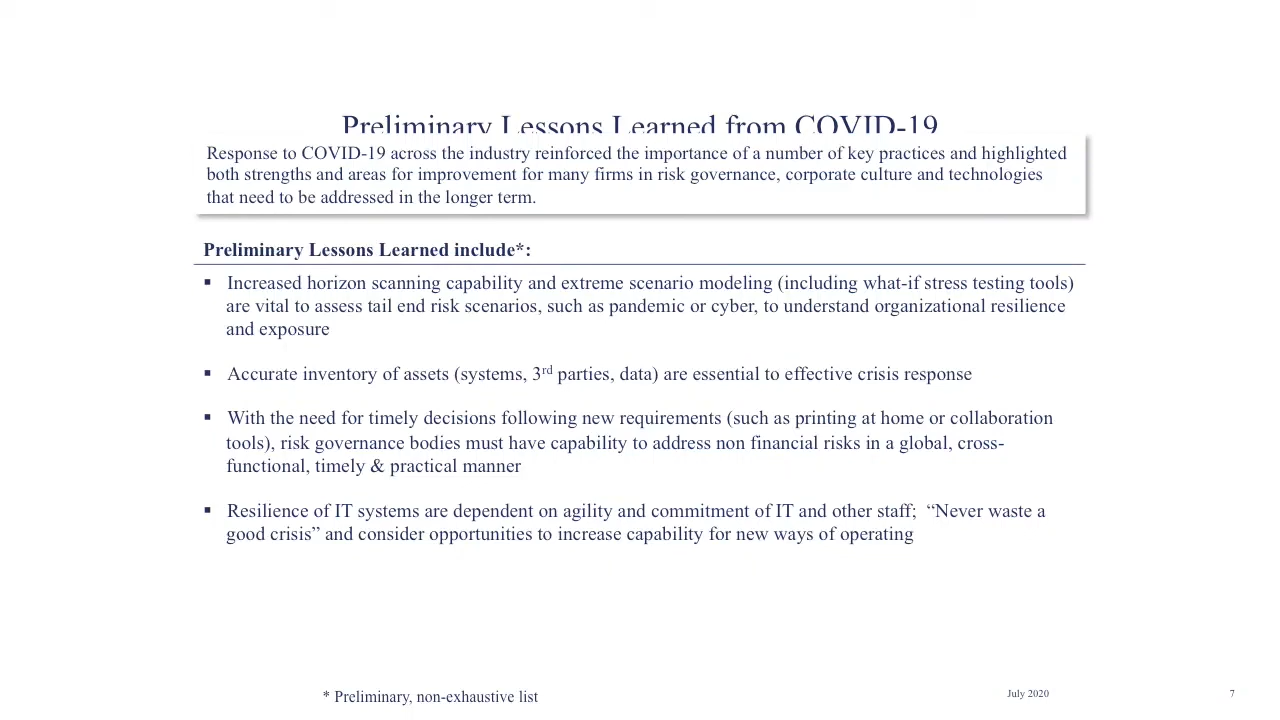 Preliminary Lessons Learned from COVID-19
Response to COVID-19 across the industry reinforced the importance of a number of key practices and highlighted
both strengths and areas for improvement for many firms in risk governance, corporate culture and technologies
that need to be addressed in the longer term.
Preliminary Lessons Learned include*:
▪ Increased horizon scanning capability and extreme scenario modeling (including what-if stress testing tools)
are vital to assess tail end risk scenarios, such as pandemic or cyber, to understand organizational resilience
and exposure
▪ Accurate inventory of assets (systems, 3rd parties, data) are essential to effective crisis response
▪ With the need for timely decisions following new requirements (such as printing at home or collaboration
tools), risk governance bodies must have capability to address non financial risks in a global, cross-
functional, timely & practical manner
▪ Resilience of IT systems are dependent on agility and commitment of IT and other staff;  “Never waste a
good crisis” and consider opportunities to increase capability for new ways of operating
* Preliminary, non-exhaustive list
July 2020
7